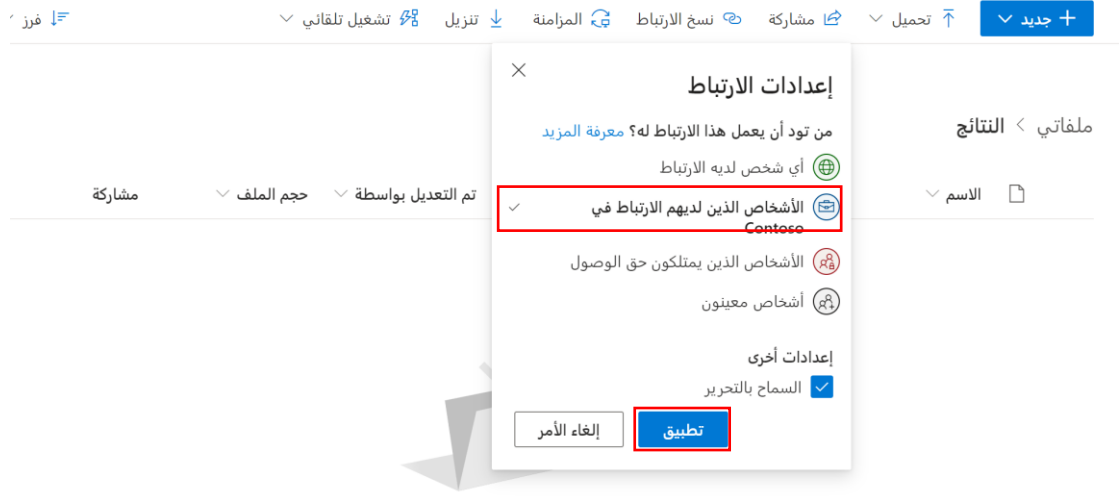 جديد
تحميل
مشاركة
نسخ الارتباط
المزامنة
تنزيل
تشغيل تلقائي
فرز
ملفاتي > النتائج
الاسم
تم التعديل بواسطة
حجم الملف
مشاركة
إعدادات الارتباط
من تود أن يعمل هذا الارتباط له؟ معرفة المزيد
أي شخص لديه الارتباط
الأشخاص الذين لديهم الارتباط في
Contoso
الأشخاص الذين يمتلكون حق الوصول
أشخاص معينون
إعدادات أخرى
السماح بالتحرير
تطبيق
إلغاء الأمر